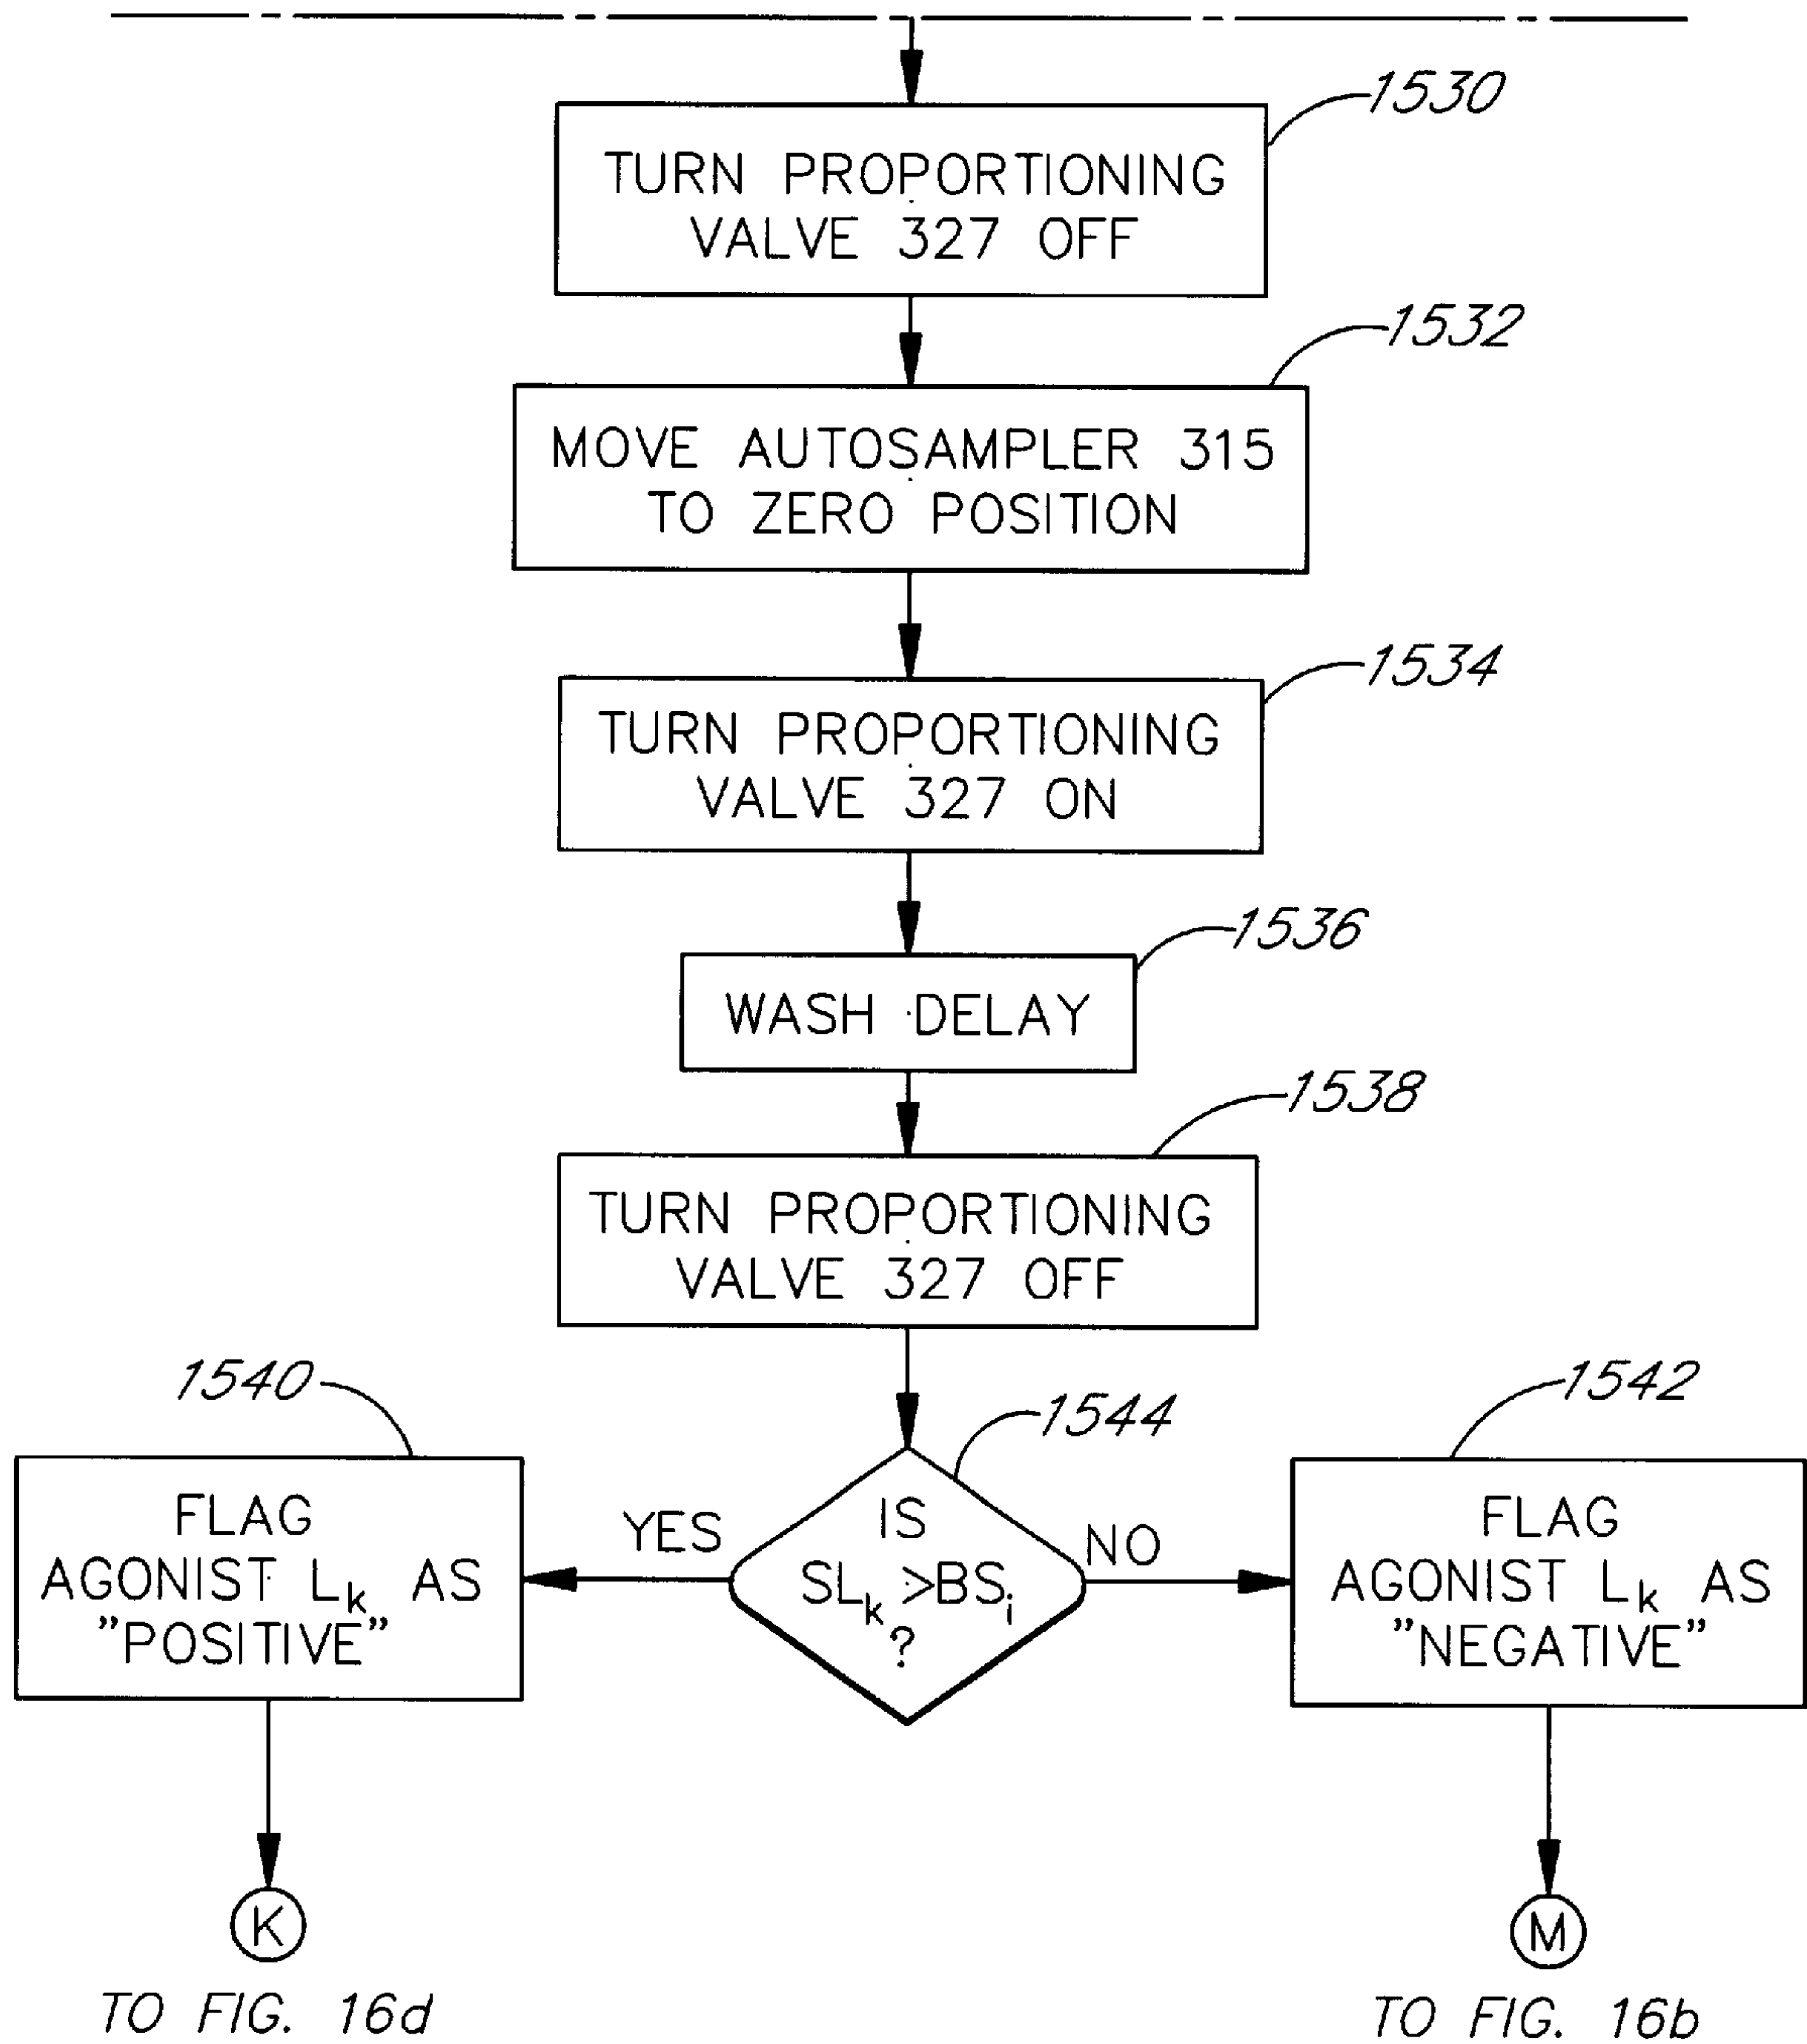 1530
TURN PROPORTIONING
VALVE 327 OFF
1532
MOVE AUTOSAMPLER 315
TO ZERO POSITION
1534
TURN PROPORTIONING
VALVE 327 ON
1536
WASH DELAY
1538
TURN PROPORTIONING
VALVE 327 OFF
1540
FLAG
AGONIST Lk AS
"POSITIVE"
YES
1544
IS
SLk >BSi
?
NO
1542
FLAG
AGONIST Lk AS
"NEGATIVE"
K
TO FIG. 16d
M
TO FIG. 16b